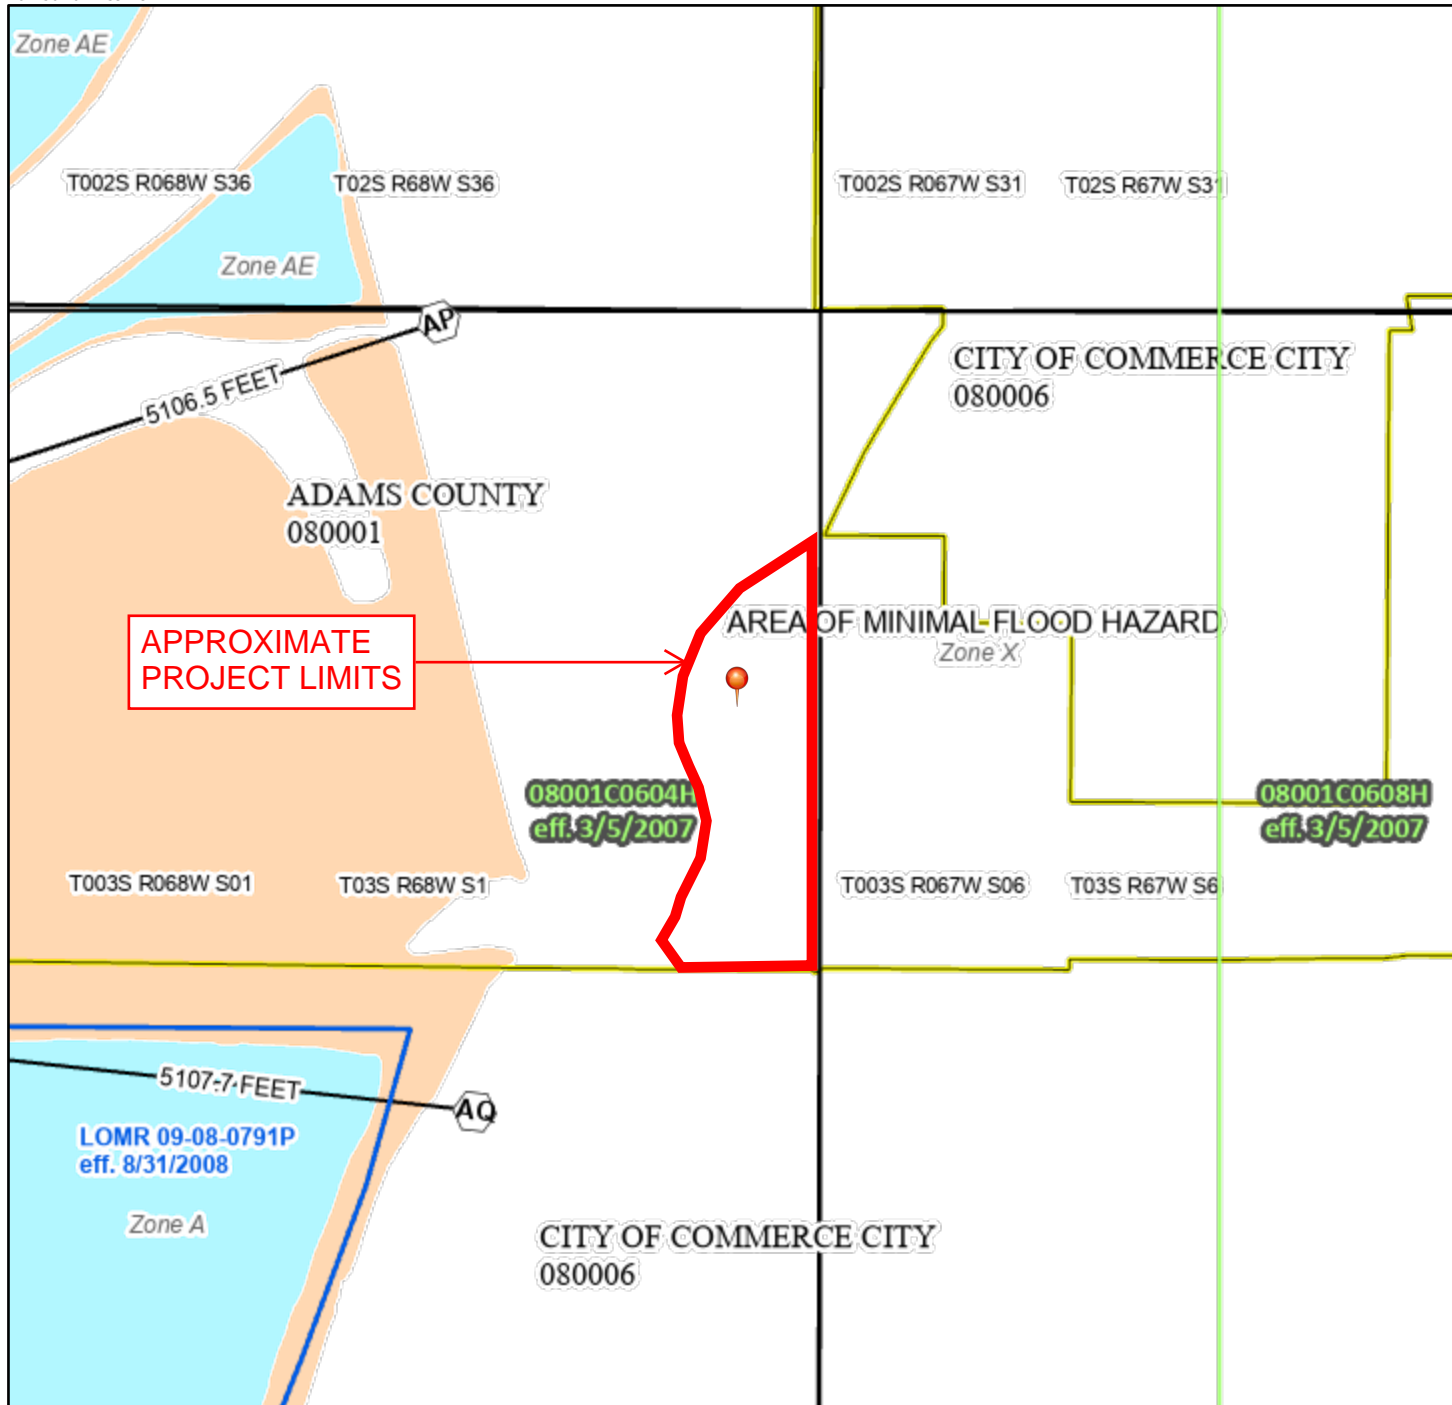 Zone AE
T002S R068W S36
T02S R68W S36
T002S R067W S31
T02S R67W S31
Zone AE
AP
5106.5 FEET
CITY OF COMMERCE CITY
080006
ADAMS COUNTY
080001
APPROXIMATE
PROJECT LIMITS
AREA OF MINIMAL FLOOD HAZARD
Zone X
08001C0604H
eff. 3/5/2007
08001C0608H
eff. 3/5/2007
T003S R068W S01
T03S R68W S1
T003S R067W S06
T03S R67W S6
5107.7 FEET
AQ
LOMR 09-08-0791P
eff. 8/31/2008
Zone A
CITY OF COMMERCE CITY
080006